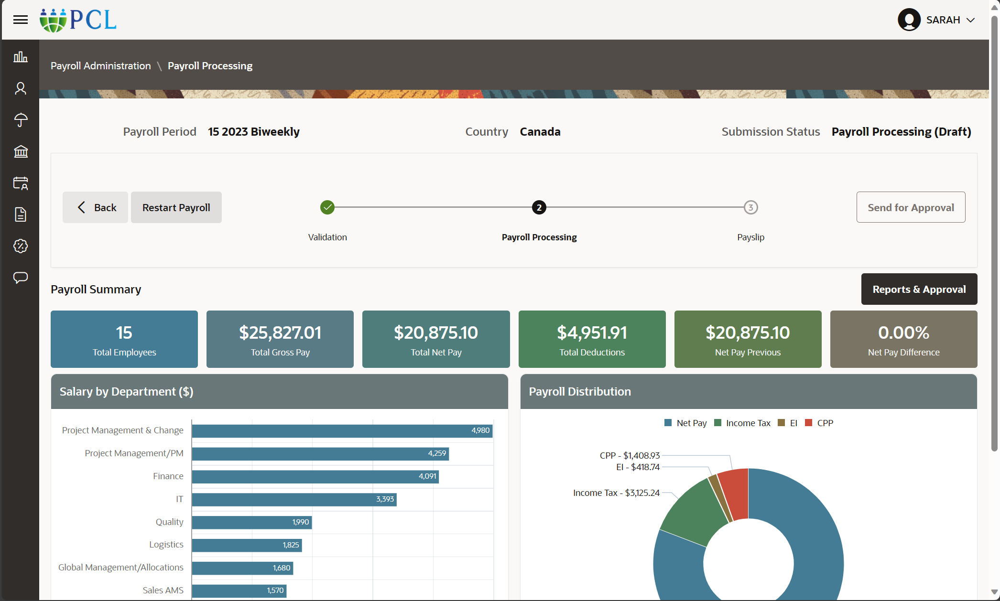 PCL
SARAH
Payroll Administration \ Payroll Processing
Payroll Period 15 2023 Biweekly
Country Canada
Submission Status Payroll Processing (Draft)
Back
Restart Payroll
2
3
Validation
Payroll Processing
Payslip
Send for Approval
Payroll Summary
Reports & Approval
15
Total Employees
$25,827.01
Total Gross Pay
$20,875.10
Total Net Pay
$4,951.91
Total Deductions
$20,875.10
Net Pay Previous
0.00%
Net Pay Difference
Salary by Department ($)
Project Management & Change 4,980
Project Management/PM 4,259
Finance 4,091
IT 3,393
Quality 1,990
Logistics 1,825
Global Management/Allocations 1,680
Sales AMS 1,570
Payroll Distribution
Net Pay Income Tax EI CPP
CPP - $1,408.93
EI - $418.74
Income Tax - $3,125.24